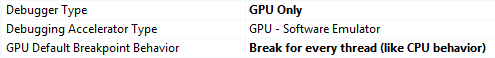 Debugger Type GPU Only
Debugging Accelerator Type GPU - Software Emulator
GPU Default Breakpoint Behavior Break for every thread (like CPU behavior)